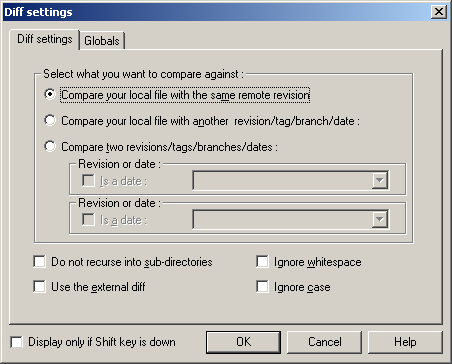 Diff settings
Diff settings Globals
Select what you want to compare against :
Compare your local file with the same remote revision
Compare your local file with another revision/tag/branch/date :
Compare two revisions/tags/branches/dates :
Revision or date :
Is a date :
Revision or date :
Is a date :
Do not recurse into sub-directories Ignore whitespace
Use the external diff Ignore case
Display only if Shift key is down OK Cancel Help